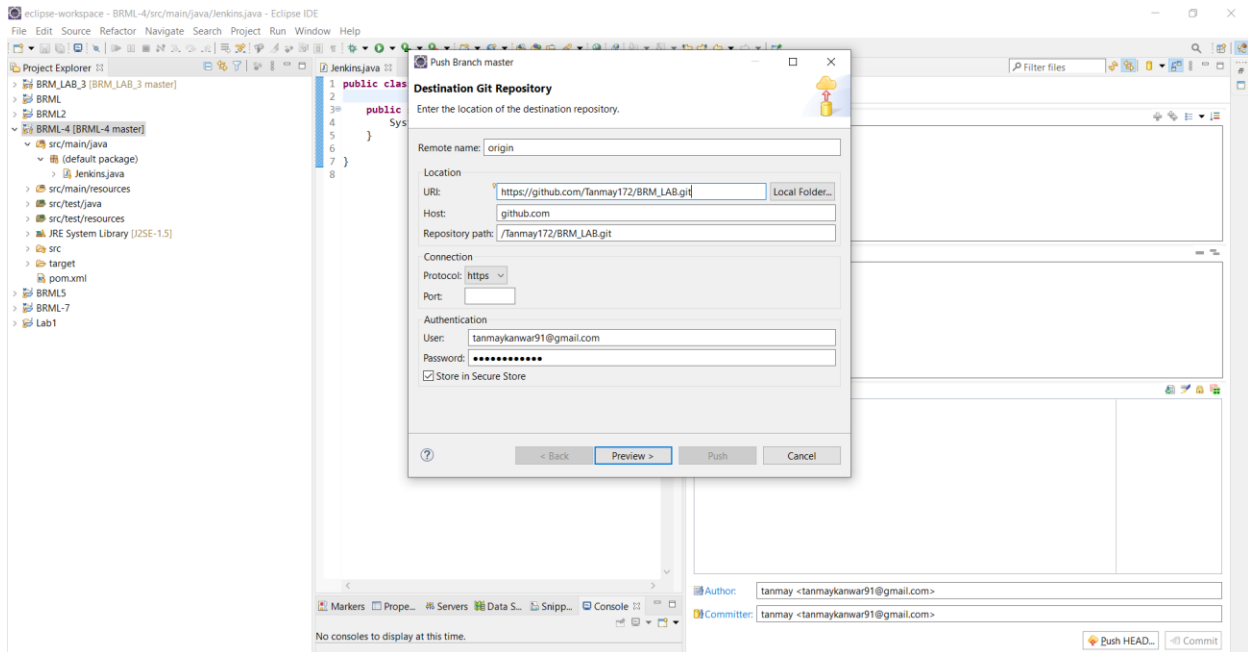 eclipse-workspace - BRML-4/src/main/java/Jenkins.java - Eclipse IDE
File Edit Source Refactor Navigate Search Project Run Window Help
Project Explorer
BRM_LAB_3 [BRM_LAB_3 master]
BRML
BRML2
BRML-4 [BRML-4 master]
src/main/java
(default package)
Jenkins.java
src/main/resources
src/test/java
src/test/resources
JRE System Library [J2SE-1.5]
src
target
pom.xml
BRML5
BRML-7
Lab1
Jenkins.java
1 public clas
2
3 public
4 Sys
5 }
6
7 }
8
Push Branch master
Destination Git Repository
Enter the location of the destination repository.
Remote name: origin
Location
URI: https://github.com/Tanmay172/BRM_LAB.git Local Folder...
Host: github.com
Repository path: /Tanmay172/BRM_LAB.git
Connection
Protocol: https
Port:
Authentication
User: tanmaykanwar91@gmail.com
Password: ●●●●●●●●●●●●
Store in Secure Store
< Back Preview > Push Cancel
Filter files
Markers Prope... Servers Data S... Snipp... Console
No consoles to display at this time.
Author: tanmay <tanmaykanwar91@gmail.com>
Committer: tanmay <tanmaykanwar91@gmail.com>
Push HEAD... Commit